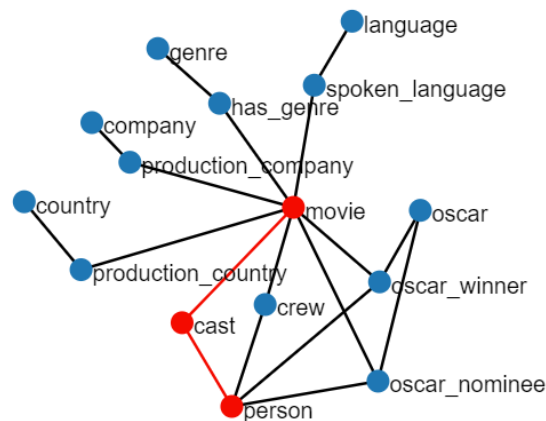 language
genre
spoken_language
has_genre
company
production_company
country
movie
oscar
production_country
oscar_winner
crew
cast
oscar_nominee
person